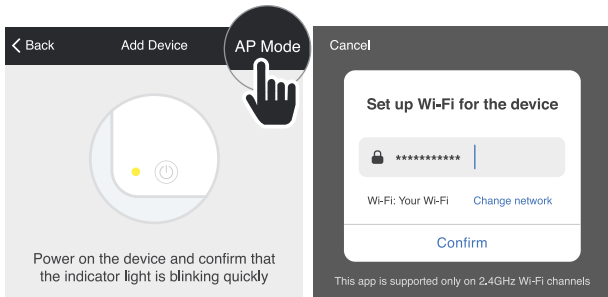 Back
Add Device
AP Mode
Power on the device and confirm that
the indicator light is blinking quickly
Cancel
Set up Wi-Fi for the device
***********
Wi-Fi: Your Wi-Fi
Change network
Confirm
This app is supported only on 2.4GHz Wi-Fi channels